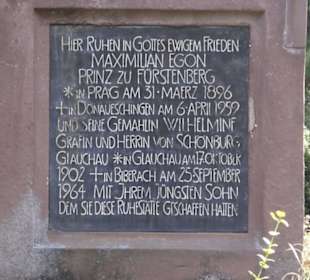 HIER RUHEN IN GOTTES EWIGEM FRIEDEN
MAXIMILIAN EGON
PRINZ ZU FÜRSTENBERG
* IN PRAG AM 31. MAERZ 1896
+ IN DONAUESCHINGEN AM 6. APRIL 1959
UND SEINE GEMAHLIN WILHELMINE
GRÄFIN UND HERRIN VON SCHÖNBURG
GLAUCHAU * IN GLAUCHAU AM 17. OKTOBER
1902 + IN BIBERACH AM 25. SEPTEMBER
1964 MIT IHREM JÜNGSTEN SOHN
DEM SIE DIESE RUHESTÄTTE GESCHAFFEN HATTEN